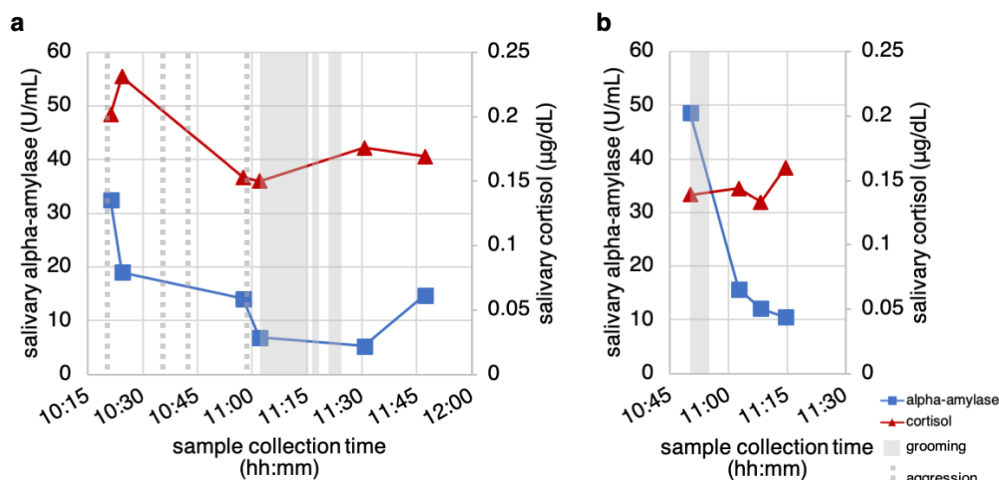 a
salivary alpha-amylase (U/mL)
60
50
40
30
20
10
0
0.25
0.2
0.15
0.1
0.05
0
salivary cortisol (µg/dL)
10:15
10:30
10:45
11:00
11:15
11:30
11:45
12:00
sample collection time
(hh:mm)
b
salivary alpha-amylase (U/mL)
60
50
40
30
20
10
0
0.25
0.2
0.15
0.1
0.05
0
salivary cortisol (µg/dL)
10:45
11:00
11:15
11:30
sample collection time
(hh:mm)
alpha-amylase
cortisol
grooming
aggression